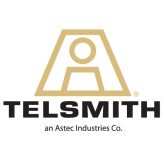 ®
TELSMITH
an Astec Industries Co.